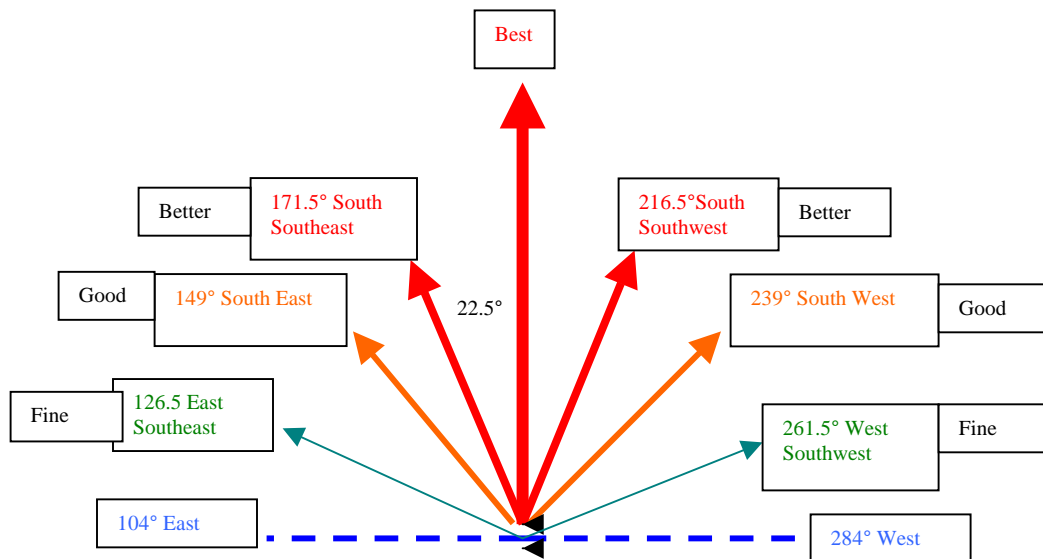 Best
Better
171.5° South
Southeast
216.5°South
Southwest
Better
Good
149° South East
22.5°
239° South West
Good
Fine
126.5 East
Southeast
261.5° West
Southwest
Fine
104° East
284° West